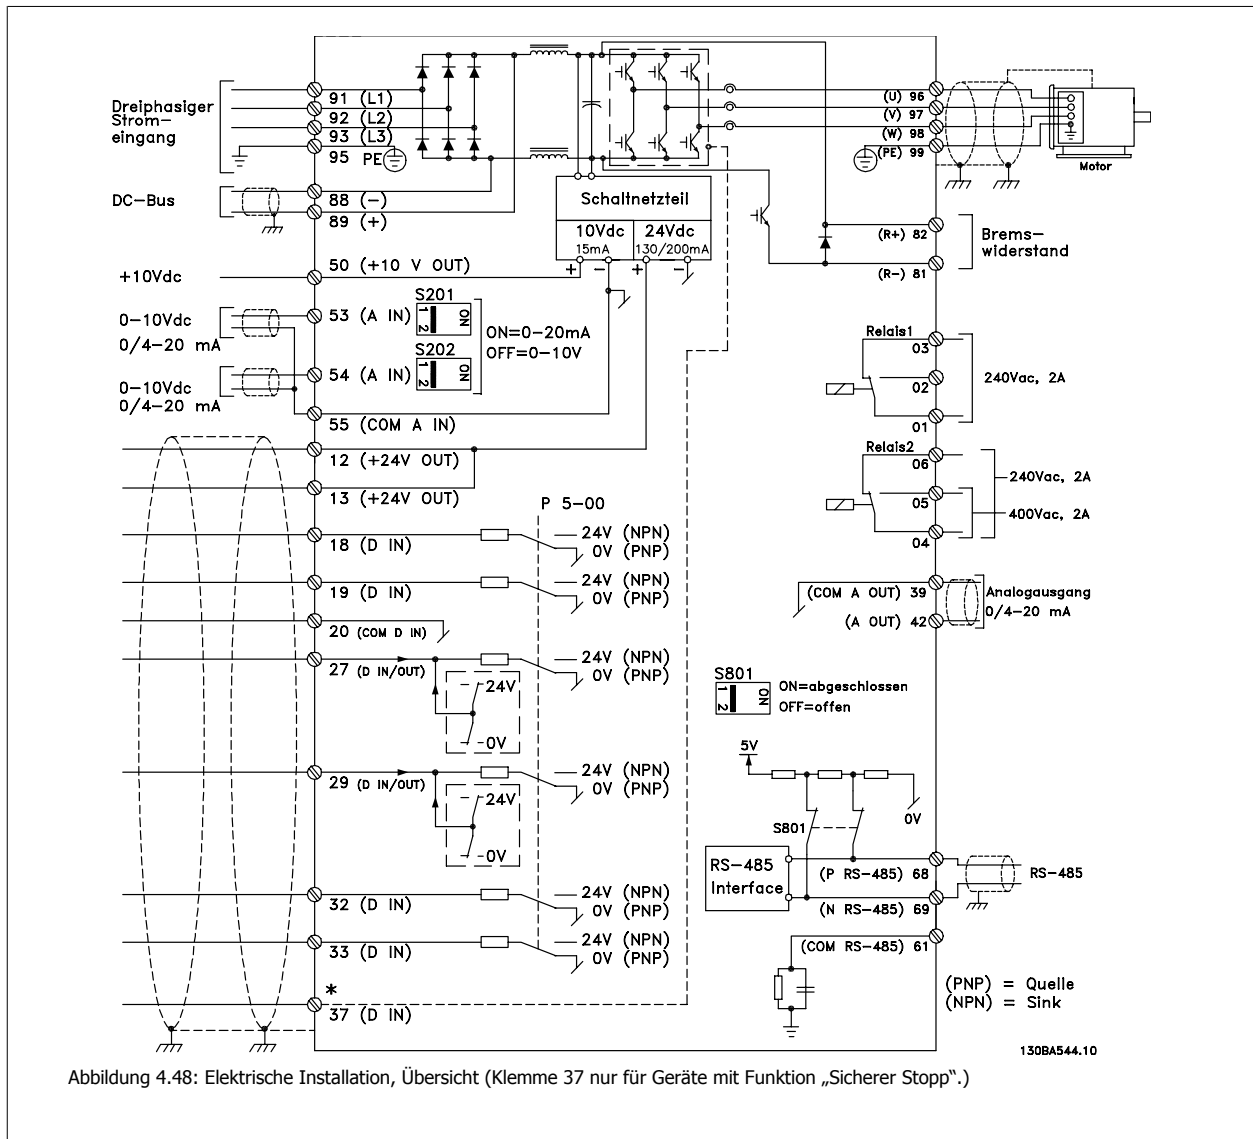 Dreiphasiger
Strom-
eingang
91 (L1)
92 (L2)
93 (L3)
95 PE
DC-Bus
88 (-)
89 (+)
+10Vdc
50 (+10 V OUT)
0-10Vdc
0/4-20 mA
53 (A IN)
S201
1 2
ON
ON=0-20mA
OFF=0-10V
0-10Vdc
0/4-20 mA
54 (A IN)
S202
1 2
ON
55 (COM A IN)
12 (+24V OUT)
13 (+24V OUT)
P 5-00
18 (D IN)
24V (NPN)
0V (PNP)
19 (D IN)
24V (NPN)
0V (PNP)
20 (COM D IN)
27 (D IN/OUT)
24V (NPN)
0V (PNP)
24V
0V
29 (D IN/OUT)
24V (NPN)
0V (PNP)
24V
0V
32 (D IN)
24V (NPN)
0V (PNP)
33 (D IN)
24V (NPN)
0V (PNP)
*
37 (D IN)
Schaltnetzteil
10Vdc
15mA
24Vdc
130/200mA
+ - + -
(U) 96
(V) 97
(W) 98
(PE) 99
Motor
(R+) 82
(R-) 81
Brems-
widerstand
Relais1
03
02
01
240Vac, 2A
Relais2
06
05
04
240Vac, 2A
400Vac, 2A
(COM A OUT) 39
(A OUT) 42
Analogausgang
0/4-20 mA
S801
1 2
ON
ON=abgeschlossen
OFF=offen
5V
0V
S801
RS-485
Interface
(P RS-485) 68
(N RS-485) 69
(COM RS-485) 61
RS-485
(PNP) = Quelle
(NPN) = Sink
130BA544.10
Abbildung 4.48: Elektrische Installation, Übersicht (Klemme 37 nur für Geräte mit Funktion „Sicherer Stopp“.)